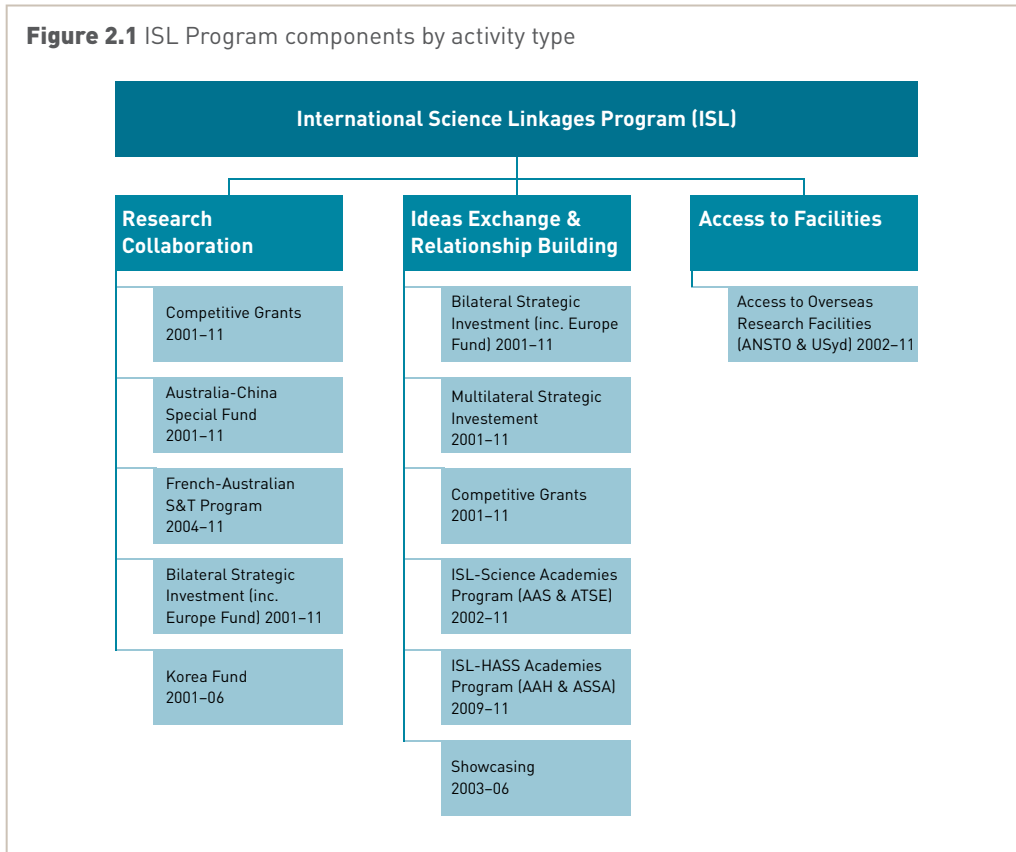 Figure 2.1 ISL Program components by activity type
International Science Linkages Program (ISL)
Research
Collaboration
Competitive Grants
2001–11
Australia-China
Special Fund
2001–11
French-Australian
S&T Program
2004–11
Bilateral Strategic
Investment (inc.
Europe Fund) 2001–11
Korea Fund
2001–06
Ideas Exchange &
Relationship Building
Bilateral Strategic
Investment (inc. Europe
Fund) 2001–11
Multilateral Strategic
Investement
2001–11
Competitive Grants
2001–11
ISL-Science Academies
Program (AAS & ATSE)
2002–11
ISL-HASS Academies
Program (AAH & ASSA)
2009–11
Showcasing
2003–06
Access to Facilities
Access to Overseas
Research Facilities
(ANSTO & USyd) 2002–11